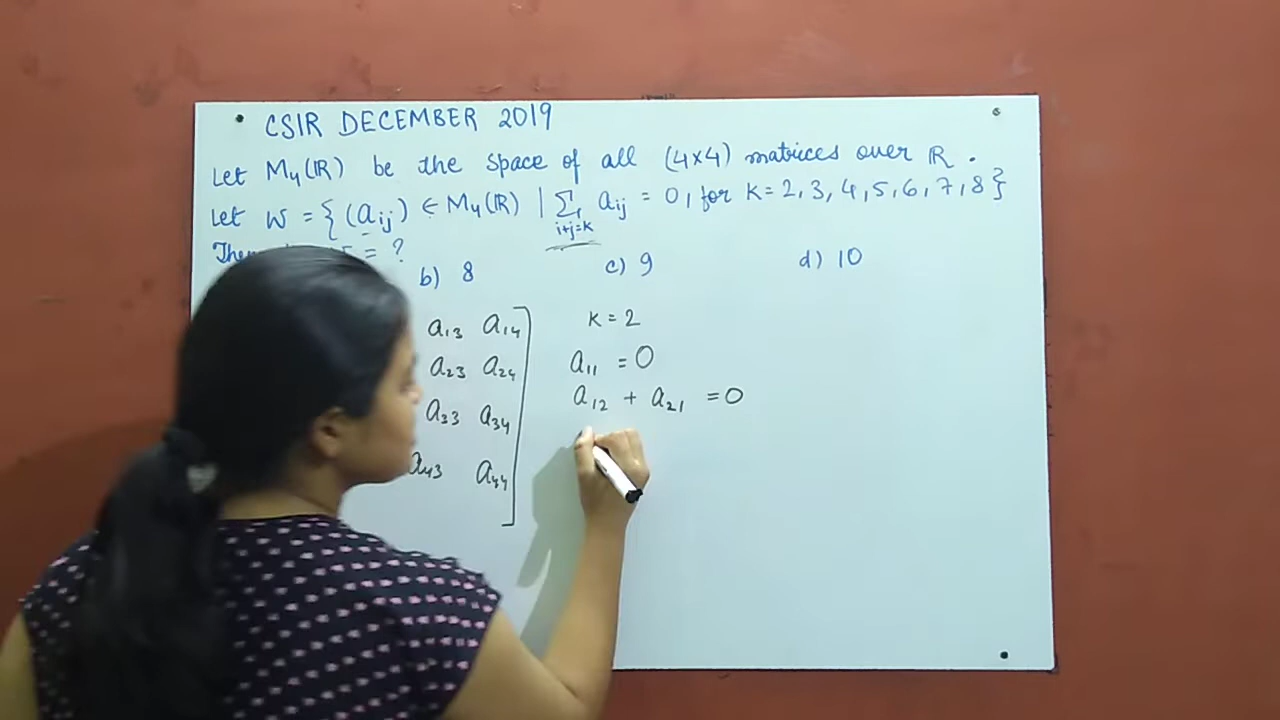 CSIR DECEMBER 2019
Let M₄(ℝ) be the space of all (4×4) matrices over ℝ.
Let W = { (aᵢⱼ) ∈ M₄(ℝ) | ∑ aᵢⱼ = 0, for K = 2, 3, 4, 5, 6, 7, 8 }
i+j=K
= ?
b) 8 c) 9 d) 10
a₁₃ a₁₄
a₂₃ a₂₄
a₃₃ a₃₄
a₄₃ a₄₄
K = 2
a₁₁ = 0
a₁₂ + a₂₁ = 0